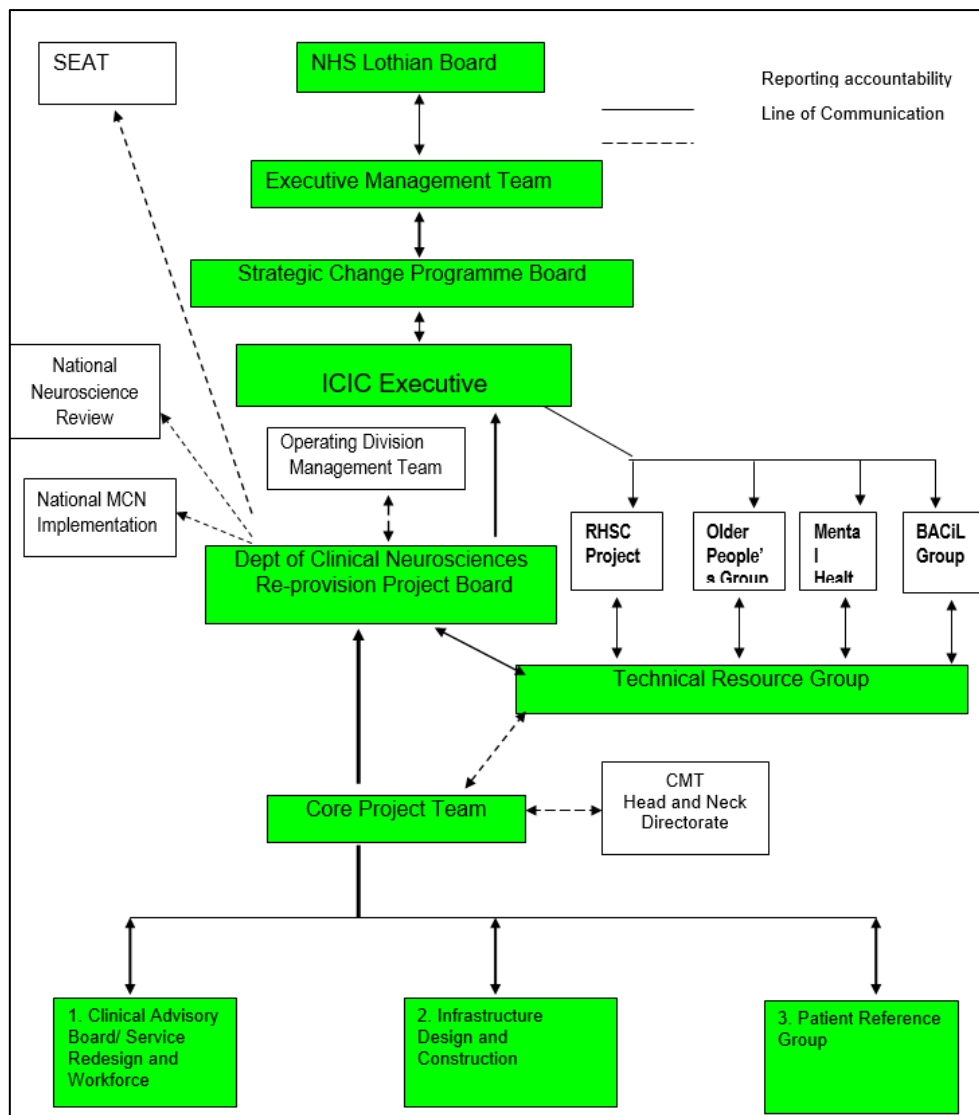 SEAT
NHS Lothian Board
Reporting accountability
Line of Communication
Executive Management Team
Strategic Change Programme Board
ICIC Executive
National
Neuroscience
Review
Operating Division
Management Team
National MCN
Implementation
RHSC
Project
Older
People'
s Group
Menta
l
Healt
BACiL
Group
Dept of Clinical Neurosciences
Re-provision Project Board
Technical Resource Group
Core Project Team
CMT
Head and Neck
Directorate
1. Clinical Advisory
Board/ Service
Redesign and
Workforce
2. Infrastructure
Design and
Construction
3. Patient Reference
Group